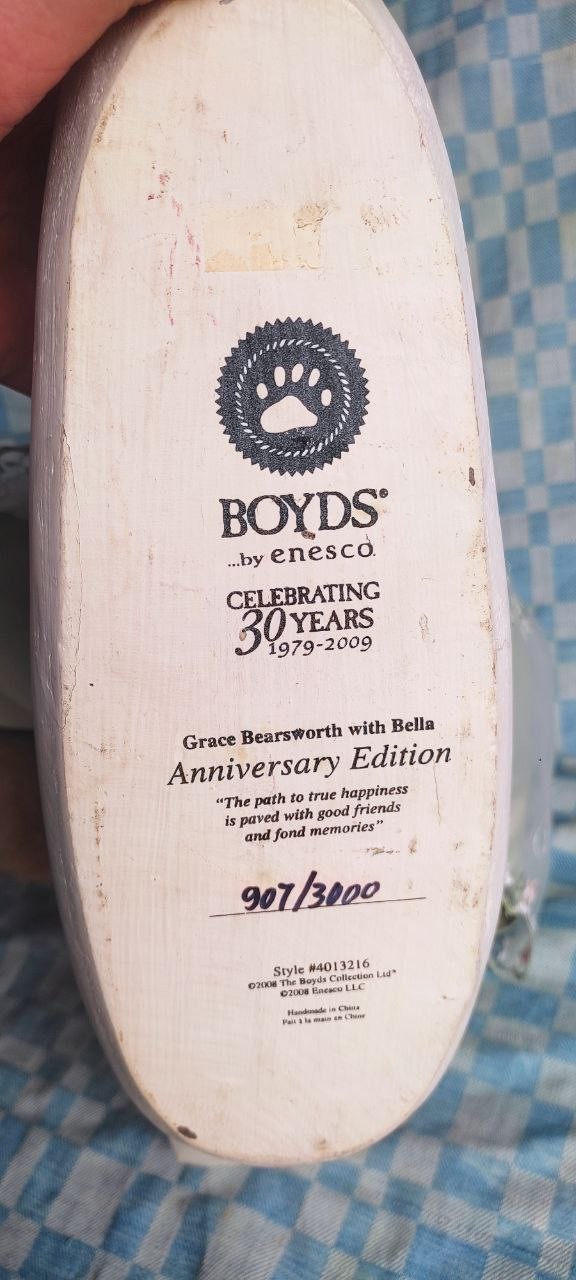 BOYDS®
...by enesco.
CELEBRATING
30 YEARS
1979-2009
Grace Bearsworth with Bella
Anniversary Edition
"The path to true happiness
is paved with good friends
and fond memories"
907/3000
Style #4013216
©2008 The Boyds Collection Ltd™
©2008 Enesco LLC
Handmade in China
Fait à la main en Chine